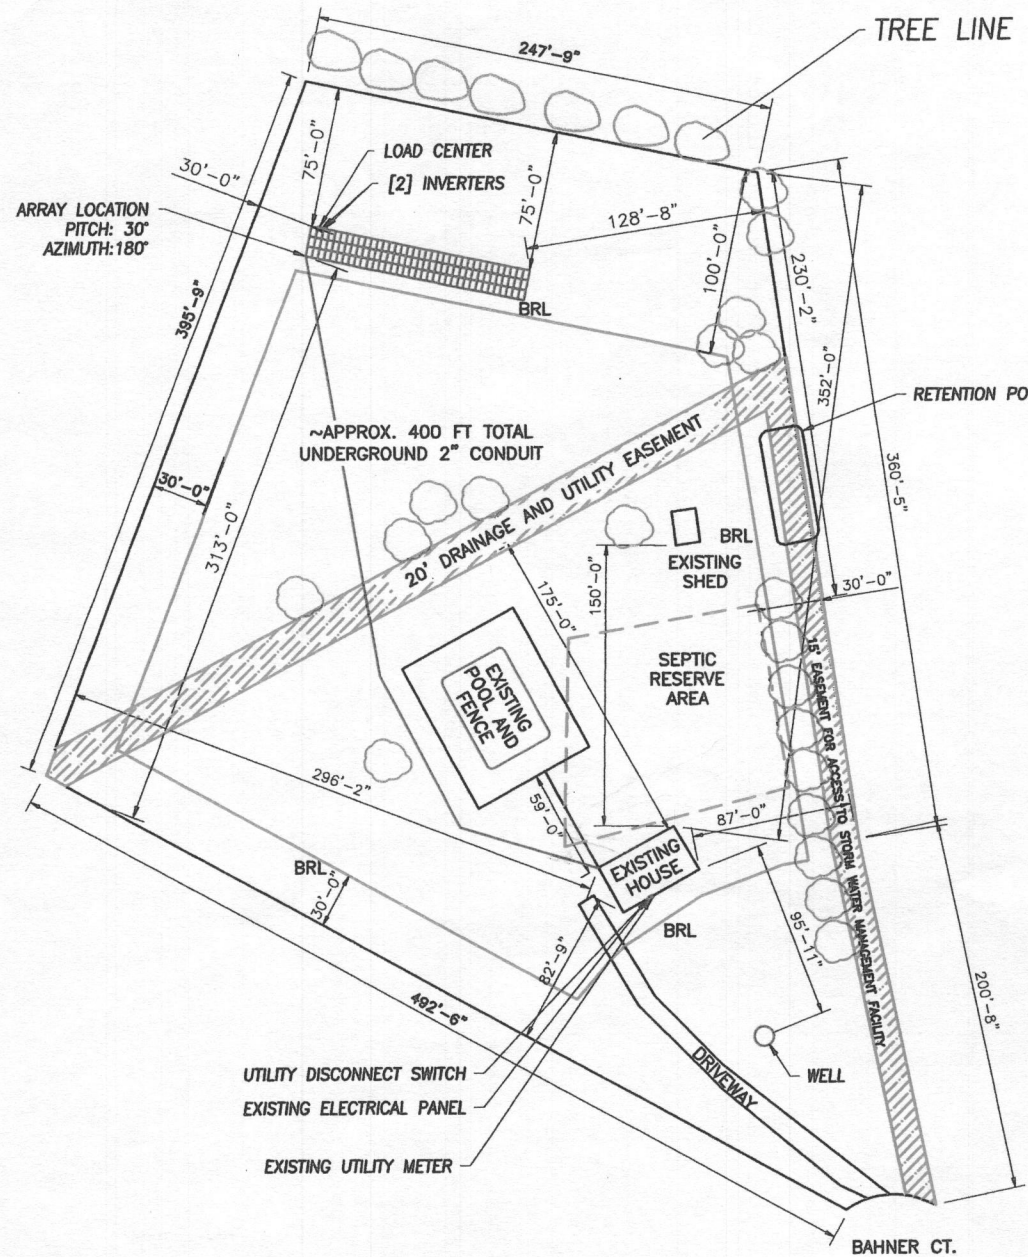 TREE LINE
247'-9"
75'-0"
30'-0"
LOAD CENTER
[2] INVERTERS
75'-0"
128'-8"
ARRAY LOCATION
PITCH: 30°
AZIMUTH:180°
100'-0"
230'-2"
395'-9"
BRL
352'-0"
RETENTION PO
~APPROX. 400 FT TOTAL
UNDERGROUND 2" CONDUIT
360'-5"
30'-0"
313'-0"
20' DRAINAGE AND UTILITY EASEMENT
BRL
EXISTING
SHED
150'-0"
175'-0"
30'-0"
SEPTIC
RESERVE
AREA
EXISTING
POOL AND
FENCE
15' EASEMENT FOR ACCESS TO STORM WATER MANAGEMENT FACILITY
296'-2"
59'-0"
87'-0"
EXISTING
HOUSE
BRL
30'-0"
BRL
95'-11"
82'-9"
492'-6"
200'-8"
UTILITY DISCONNECT SWITCH
EXISTING ELECTRICAL PANEL
EXISTING UTILITY METER
DRIVEWAY
WELL
BAHNER CT.